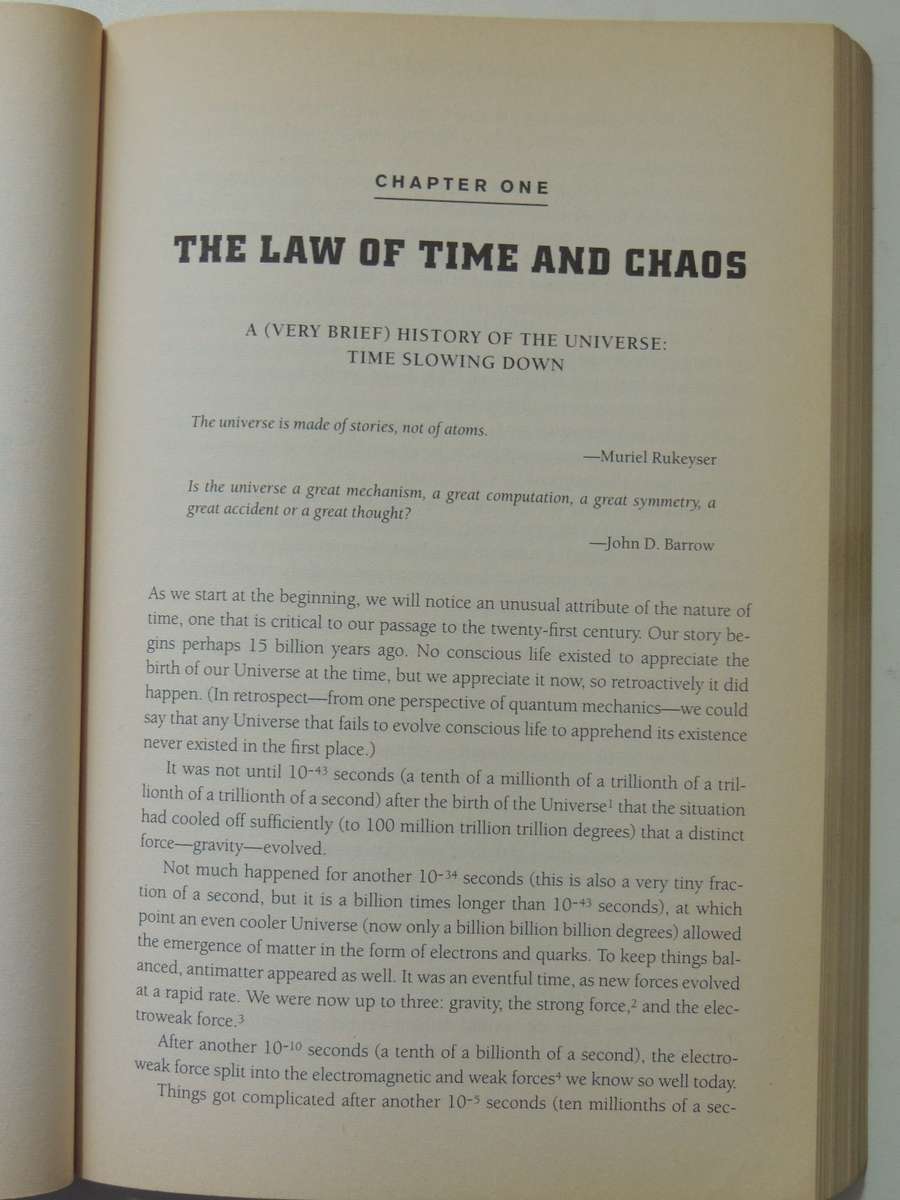 CHAPTER ONE
THE LAW OF TIME AND CHAOS
A (VERY BRIEF) HISTORY OF THE UNIVERSE:
TIME SLOWING DOWN
The universe is made of stories, not of atoms.
—Muriel Rukeyser
Is the universe a great mechanism, a great computation, a great symmetry, a
great accident or a great thought?
—John D. Barrow
As we start at the beginning, we will notice an unusual attribute of the nature of
time, one that is critical to our passage to the twenty-first century. Our story be-
gins perhaps 15 billion years ago. No conscious life existed to appreciate the
birth of our Universe at the time, but we appreciate it now, so retroactively it did
happen. (In retrospect—from one perspective of quantum mechanics—we could
say that any Universe that fails to evolve conscious life to apprehend its existence
never existed in the first place.)
It was not until 10⁻⁴³ seconds (a tenth of a millionth of a trillionth of a tril-
lionth of a trillionth of a second) after the birth of the Universe¹ that the situation
had cooled off sufficiently (to 100 million trillion trillion degrees) that a distinct
force—gravity—evolved.
Not much happened for another 10⁻³⁴ seconds (this is also a very tiny frac-
tion of a second, but it is a billion times longer than 10⁻⁴³ seconds), at which
point an even cooler Universe (now only a billion billion billion degrees) allowed
the emergence of matter in the form of electrons and quarks. To keep things bal-
anced, antimatter appeared as well. It was an eventful time, as new forces evolved
at a rapid rate. We were now up to three: gravity, the strong force,² and the elec-
troweak force.³
After another 10⁻¹⁰ seconds (a tenth of a billionth of a second), the electro-
weak force split into the electromagnetic and weak forces⁴ we know so well today.
Things got complicated after another 10⁻⁵ seconds (ten millionths of a sec-